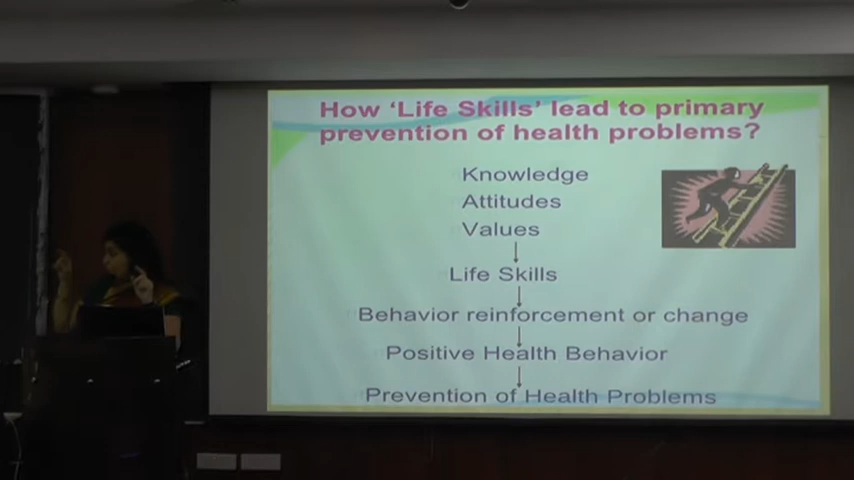 How 'Life Skills' lead to primary
prevention of health problems?
Knowledge
Attitudes
Values
Life Skills
Behavior reinforcement or change
Positive Health Behavior
Prevention of Health Problems